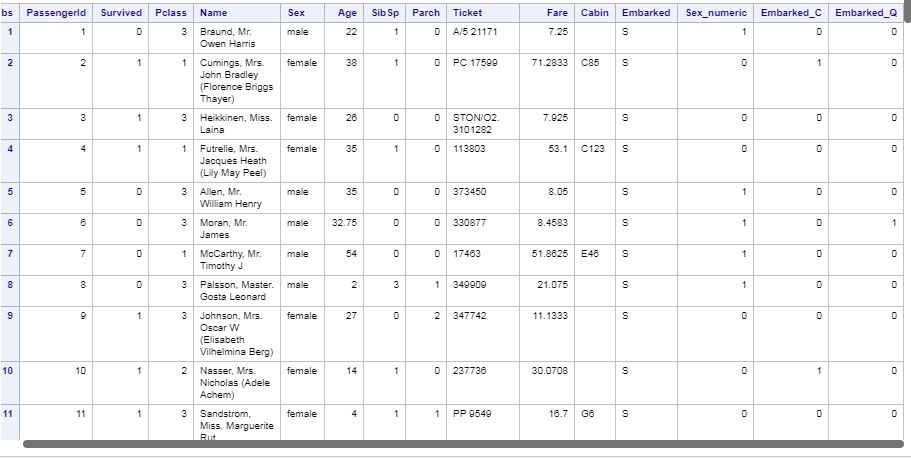 bs PassengerId Survived Pclass Name Sex Age SibSp Parch Ticket Fare Cabin Embarked Sex_numeric Embarked_C Embarked_Q
1 1 0 3 Braund, Mr. male 22 1 0 A/5 21171 7.25 S 1 0 0
Owen Harris
2 2 1 1 Cumings, Mrs. female 38 1 0 PC 17599 71.2833 C85 S 0 1 0
John Bradley
(Florence Briggs
Thayer)
3 3 1 3 Heikkinen, Miss. female 26 0 0 STON/O2. 7.925 S 0 0 0
Laina 3101282
4 4 1 1 Futrelle, Mrs. female 35 1 0 113803 53.1 C123 S 0 0 0
Jacques Heath
(Lily May Peel)
5 5 0 3 Allen, Mr. male 35 0 0 373450 8.05 S 1 0 0
William Henry
6 6 0 3 Moran, Mr. male 32.75 0 0 330877 8.4583 S 1 0 1
James
7 7 0 1 McCarthy, Mr. male 54 0 0 17463 51.8625 E46 S 1 0 0
Timothy J
8 8 0 3 Palsson, Master. male 2 3 1 349909 21.075 S 1 0 0
Gosta Leonard
9 9 1 3 Johnson, Mrs. female 27 0 2 347742 11.1333 S 0 0 0
Oscar W
(Elisabeth
Vilhelmina Berg)
10 10 1 2 Nasser, Mrs. female 14 1 0 237736 30.0708 S 0 1 0
Nicholas (Adele
Achem)
11 11 1 3 Sandstrom, female 4 1 1 PP 9549 16.7 G6 S 0 0 0
Miss. Marguerite
Rut